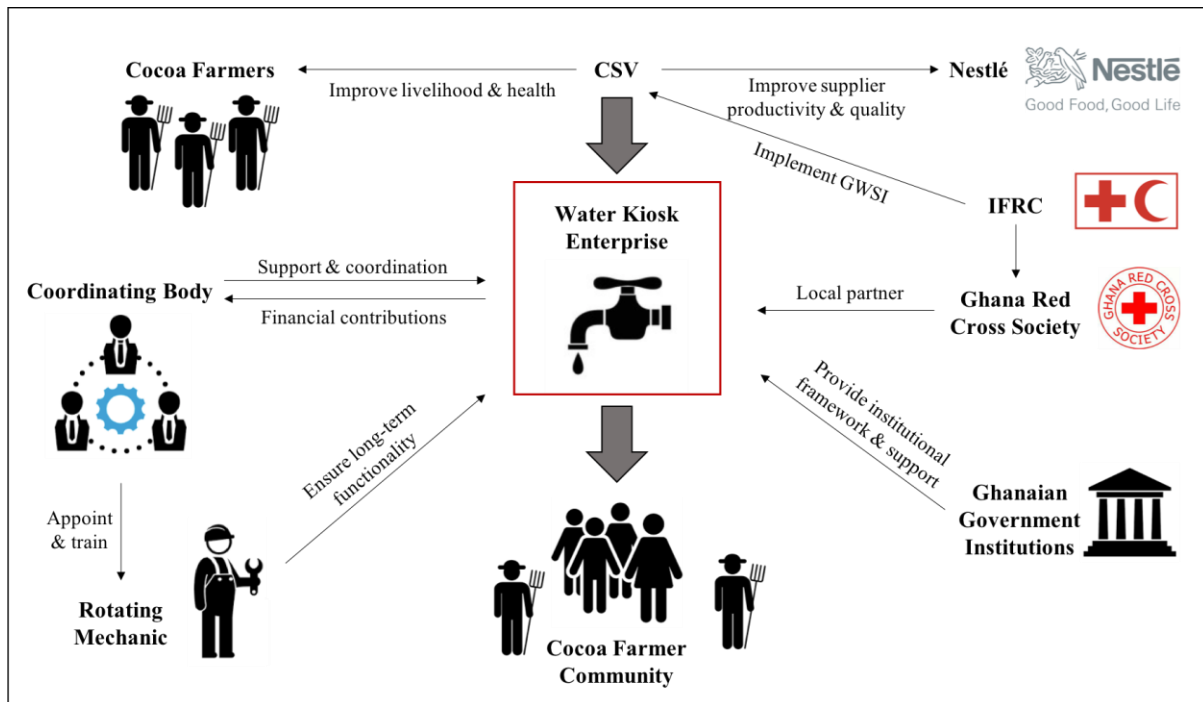 Cocoa Farmers
Improve livelihood & health
CSV
Improve supplier
productivity & quality
Nestlé
Nestlé
Good Food, Good Life
Implement GWSI
IFRC
Water Kiosk
Enterprise
Support & coordination
Coordinating Body
Financial contributions
Local partner
Ghana Red
Cross Society
GHANA RED CROSS
SOCIETY
Provide institutional
framework & support
Ensure long-term
functionality
Ghanaian
Government
Institutions
Appoint
& train
Rotating
Mechanic
Cocoa Farmer
Community